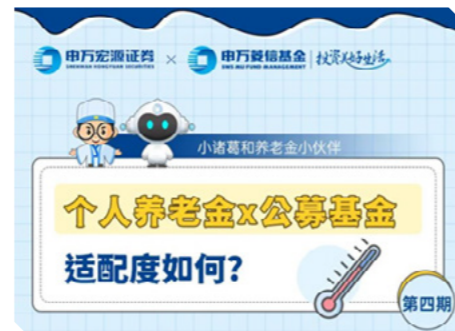 申万宏源证券 × 申万菱信基金 | 投资美好生活
SHENWAN HONGYUAN SECURITIES SWS MU FUND MANAGEMENT
小诸葛和养老金小伙伴
个人养老金x公募基金
适配度如何?
第四期